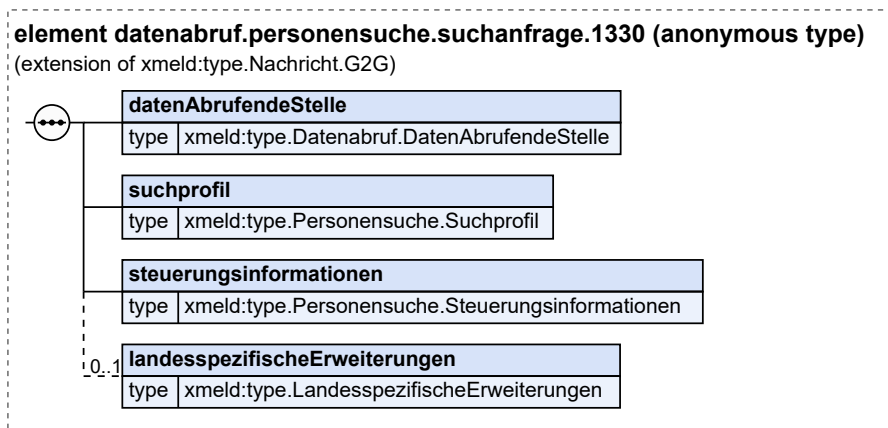 element datenabruf.personensuche.suchanfrage.1330 (anonymous type)
(extension of xmeld:type.Nachricht.G2G)
datenAbrufendeStelle
type xmeld:type.Datenabruf.DatenAbrufendeStelle
suchprofil
type xmeld:type.Personensuche.Suchprofil
steuerungsinformationen
type xmeld:type.Personensuche.Steuerungsinformationen
0..1 landesspezifischeErweiterungen
type xmeld:type.LandesspezifischeErweiterungen